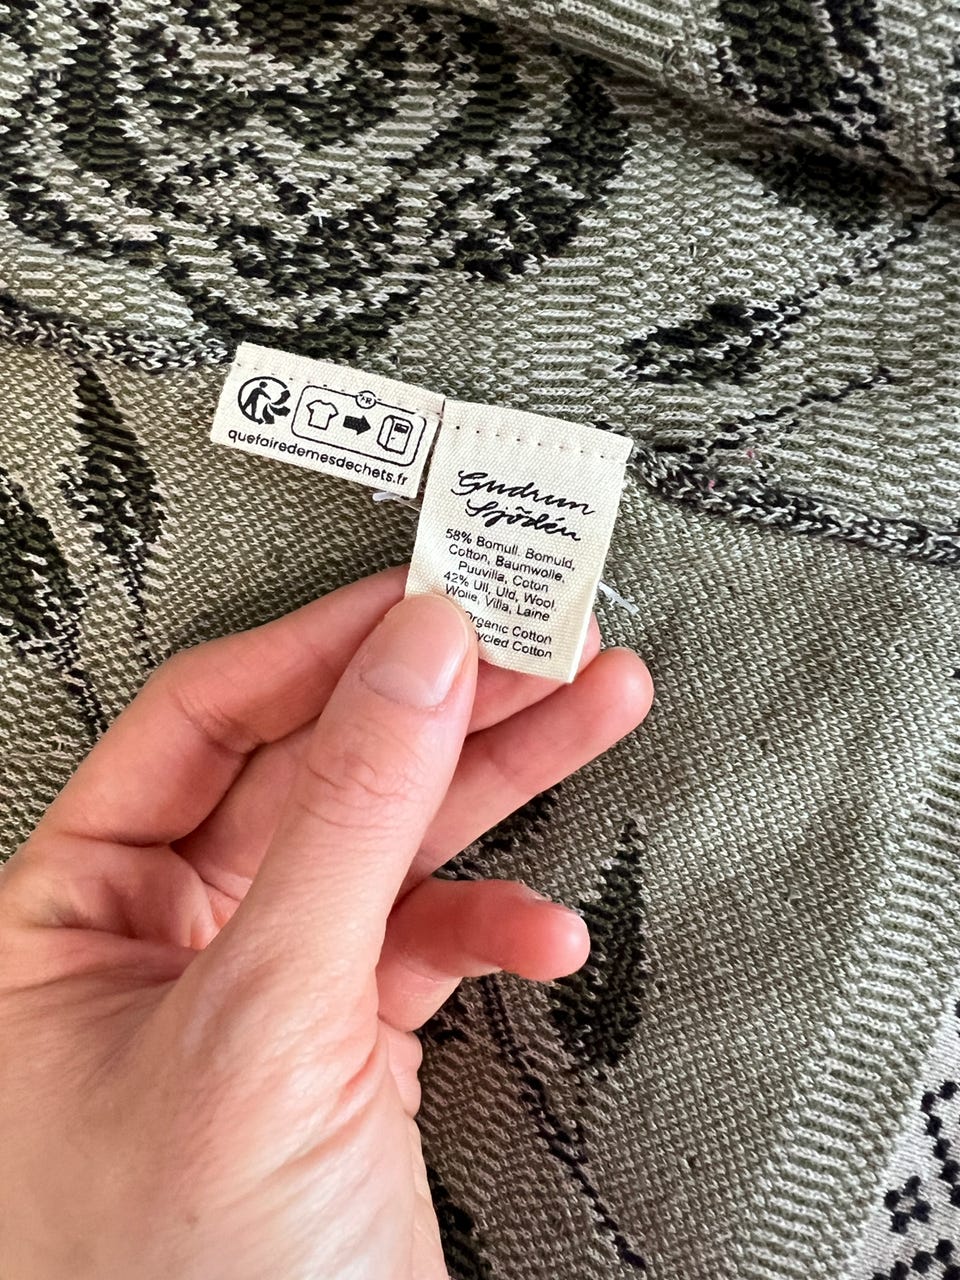 FR
quefairedemesdechets.fr
Gudrun
Sjödén
58% Bomull, Bomuld,
Cotton, Baumwolle,
Puuvilla, Coton
42% Ull, Uld, Wool,
Wolle, Villa, Laine
Organic Cotton
Cotton